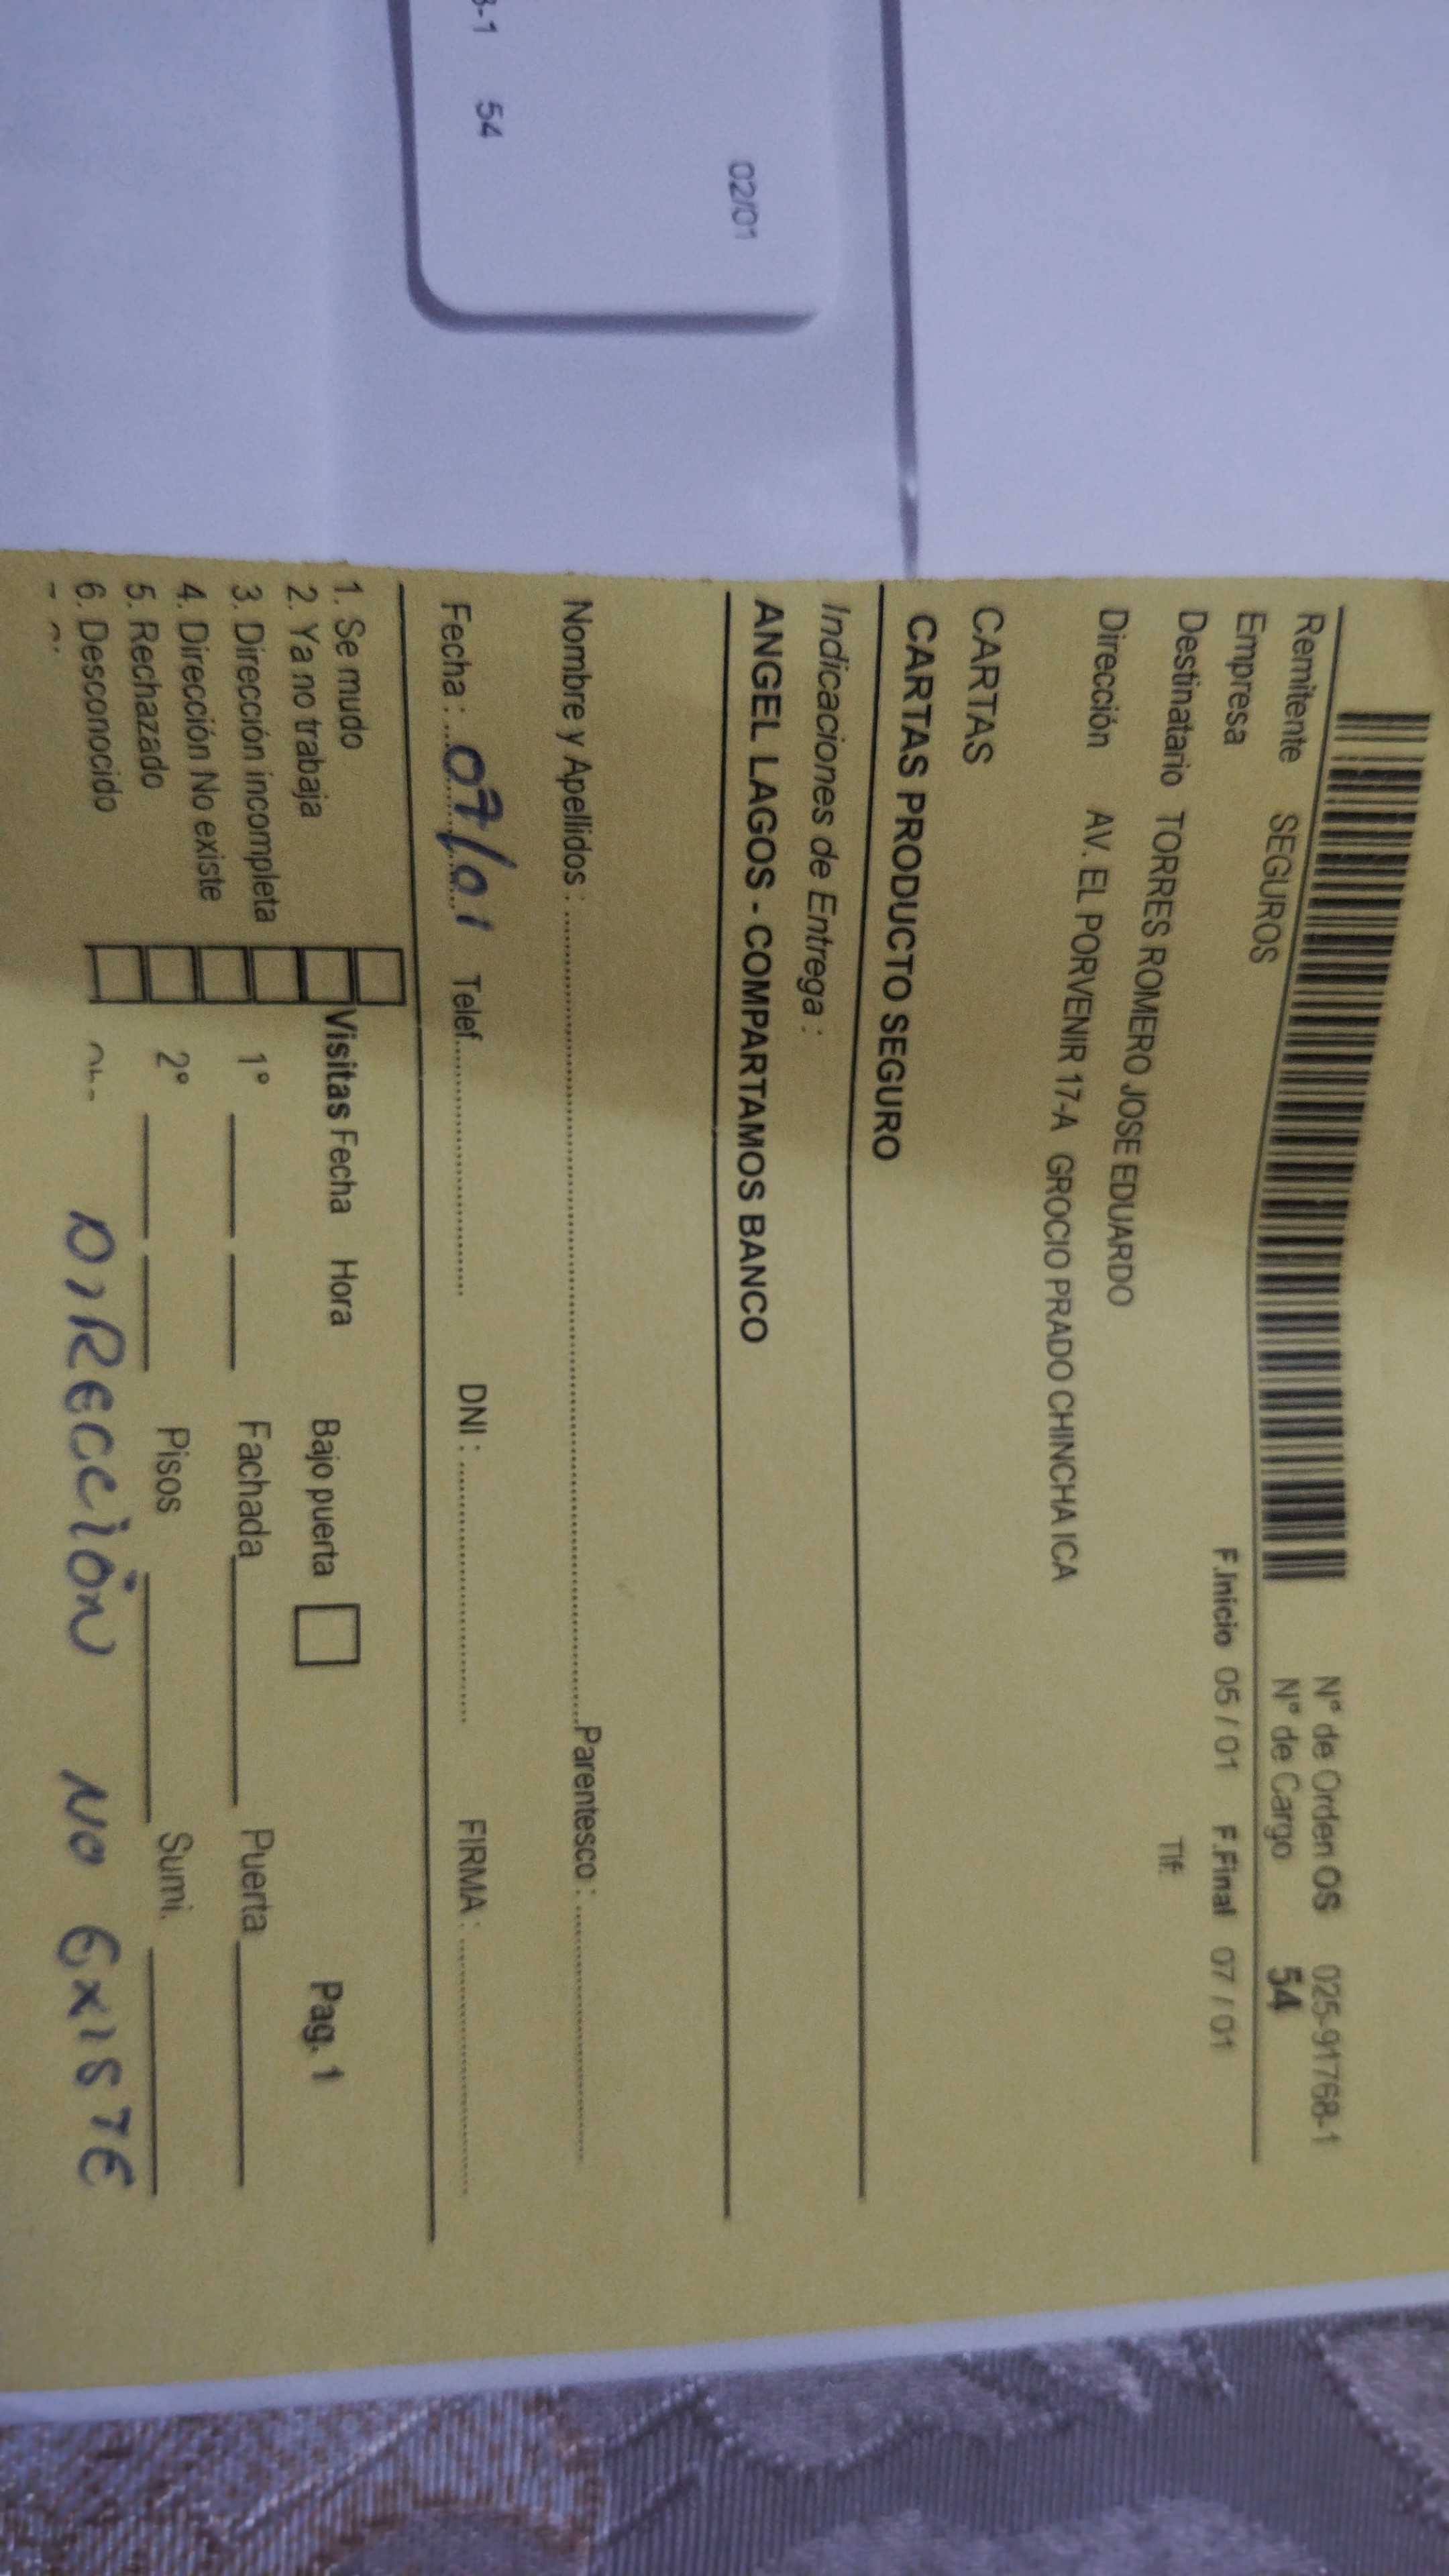 02/01
3-1 54
N° de Orden OS 025-91768-1
N° de Cargo 54
Remitente SEGUROS
Empresa
F.Inicio 05 / 01 F.Final 07 / 01
Destinatario TORRES ROMERO JOSE EDUARDO
Tlf.
Dirección AV. EL PORVENIR 17-A GROCIO PRADO CHINCHA ICA
CARTAS
CARTAS PRODUCTO SEGURO
Indicaciones de Entrega :
ANGEL LAGOS - COMPARTAMOS BANCO
Nombre y Apellidos : Parentesco :
Fecha : 07/01 Telef. DNI : FIRMA :
1. Se mudo Visitas Fecha Hora Bajo puerta Pag. 1
2. Ya no trabaja
3. Dirección incompleta 1° Fachada Puerta
4. Dirección No existe
5. Rechazado 2° Pisos Sumi.
6. Desconocido
DIRECCIÓN NO EXISTE